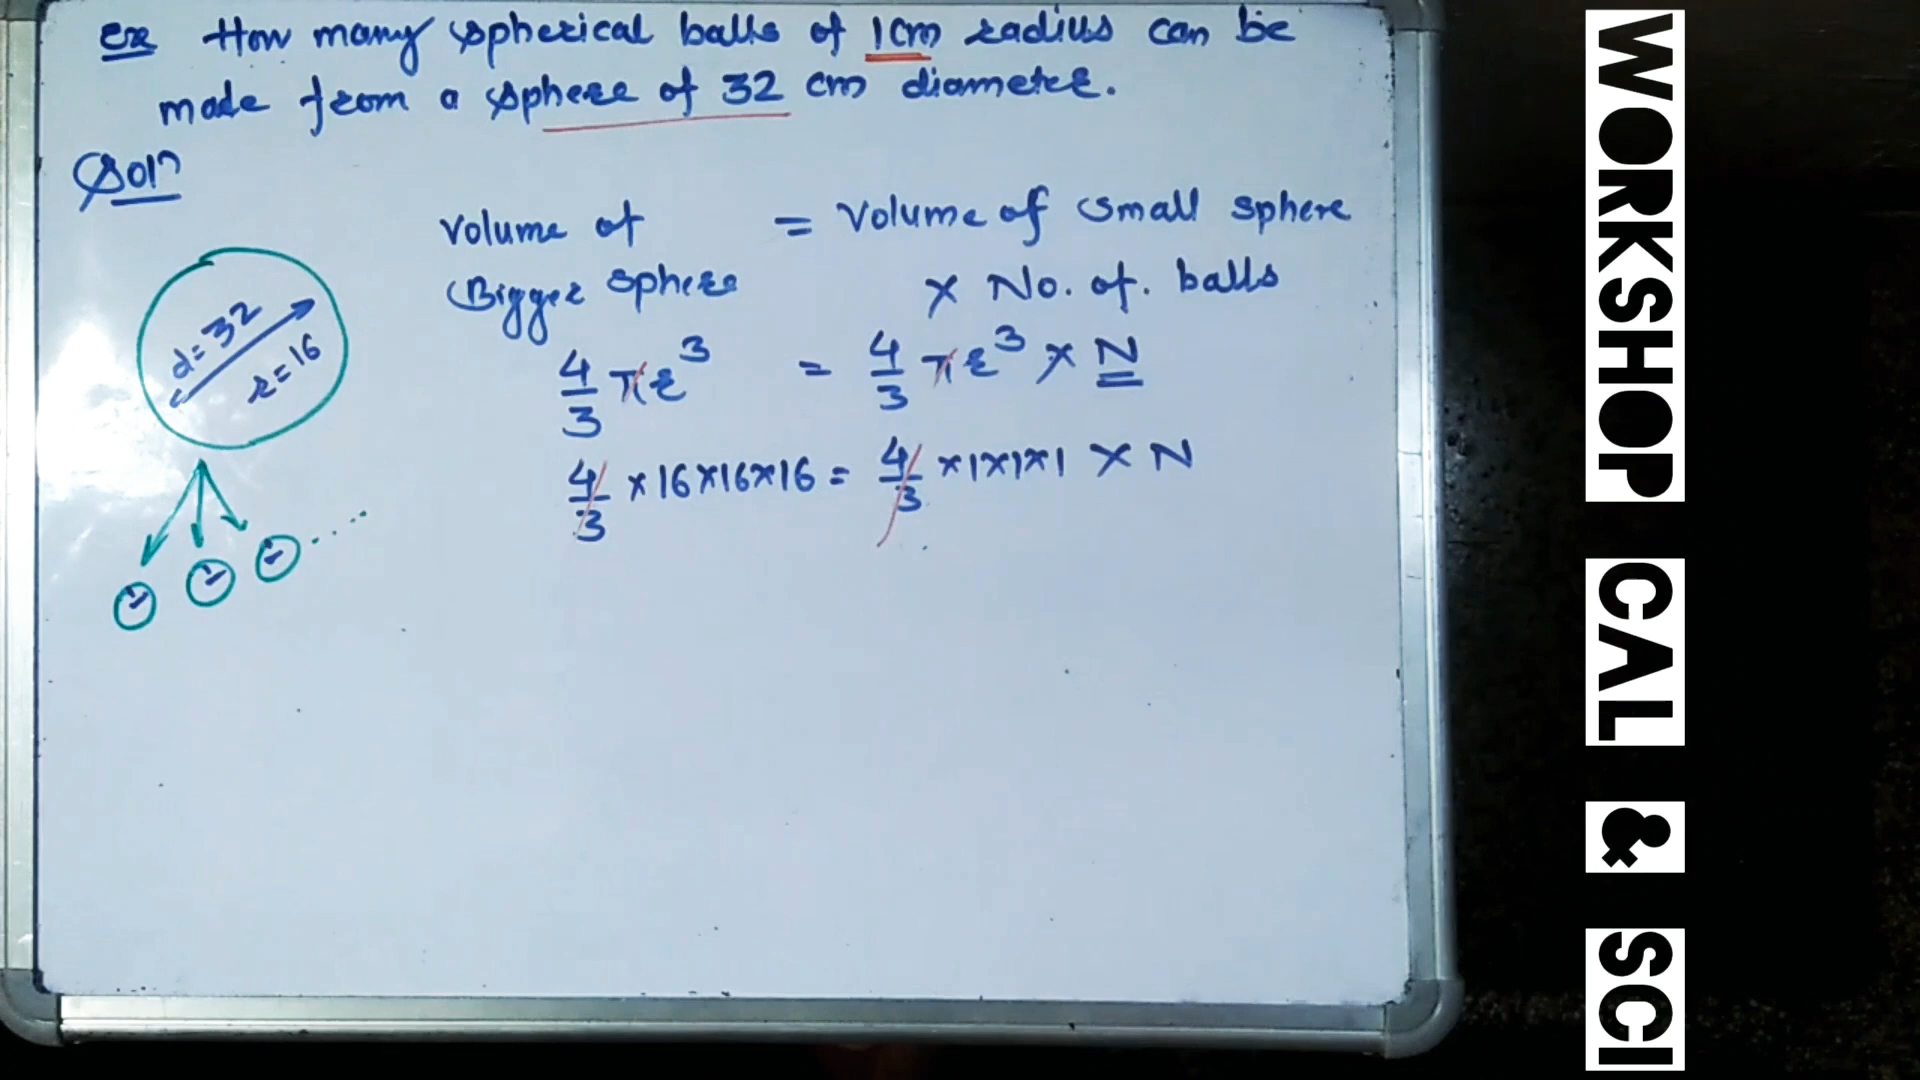 Ex How many spherical balls of 1cm radius can be
made from a sphere of 32 cm diameter.
Sol?
Volume of = Volume of small sphere
Bigger sphere × No. of. balls
d=32
r=16
4/3 πr³ = 4/3 πr³ × N
4/3 × 16×16×16 = 4/3 ×1×1×1 × N
WORKSHOP CAL & SCI